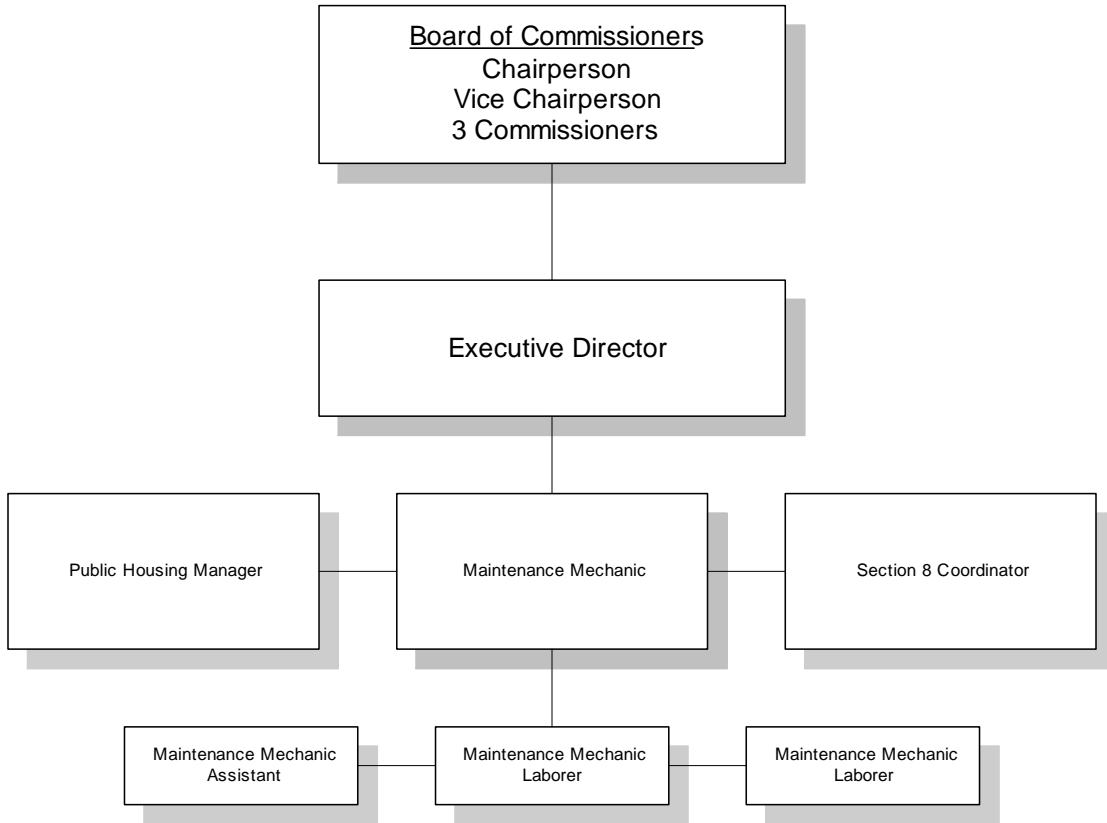 Board of Commissioners
Chairperson
Vice Chairperson
3 Commissioners
Executive Director
Public Housing Manager
Maintenance Mechanic
Section 8 Coordinator
Maintenance Mechanic
Assistant
Maintenance Mechanic
Laborer
Maintenance Mechanic
Laborer